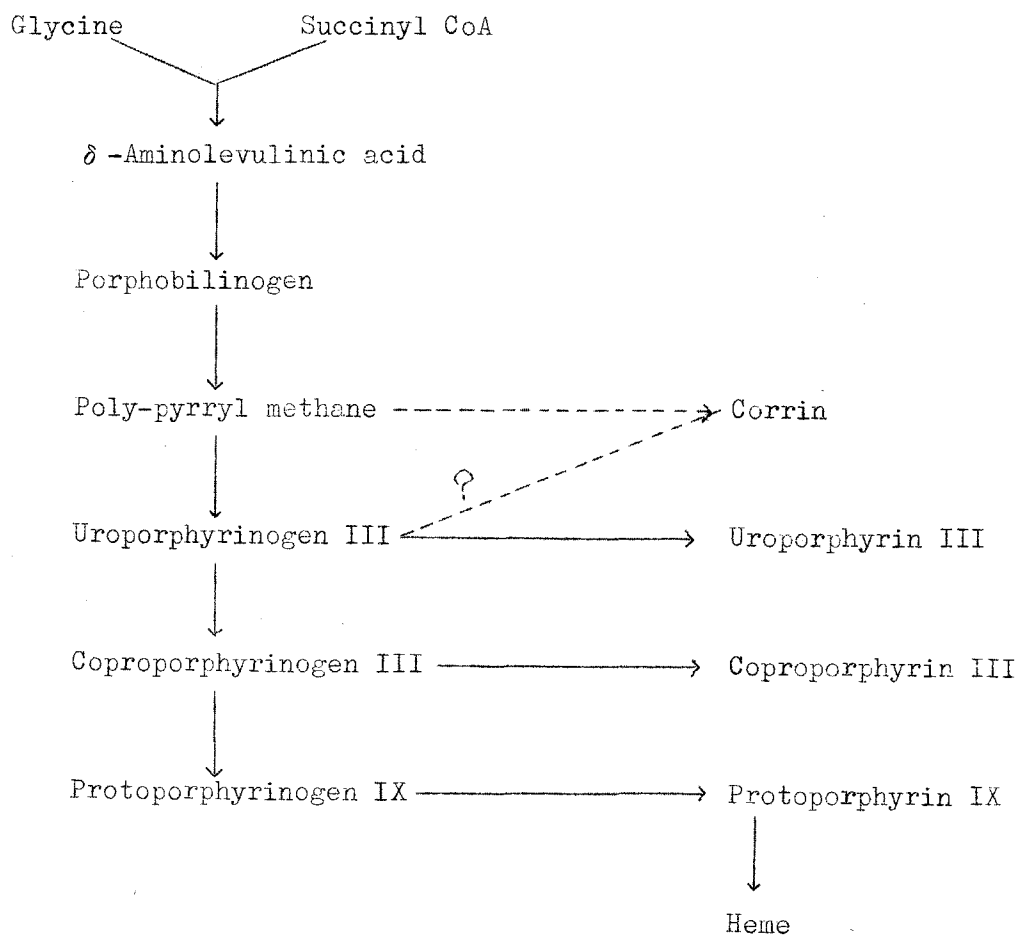 Glycine Succinyl CoA
δ-Aminolevulinic acid
Porphobilinogen
Poly-pyrryl methane Corrin
?
Uroporphyrinogen III Uroporphyrin III
Coproporphyrinogen III Coproporphyrin III
Protoporphyrinogen IX Protoporphyrin IX
Heme